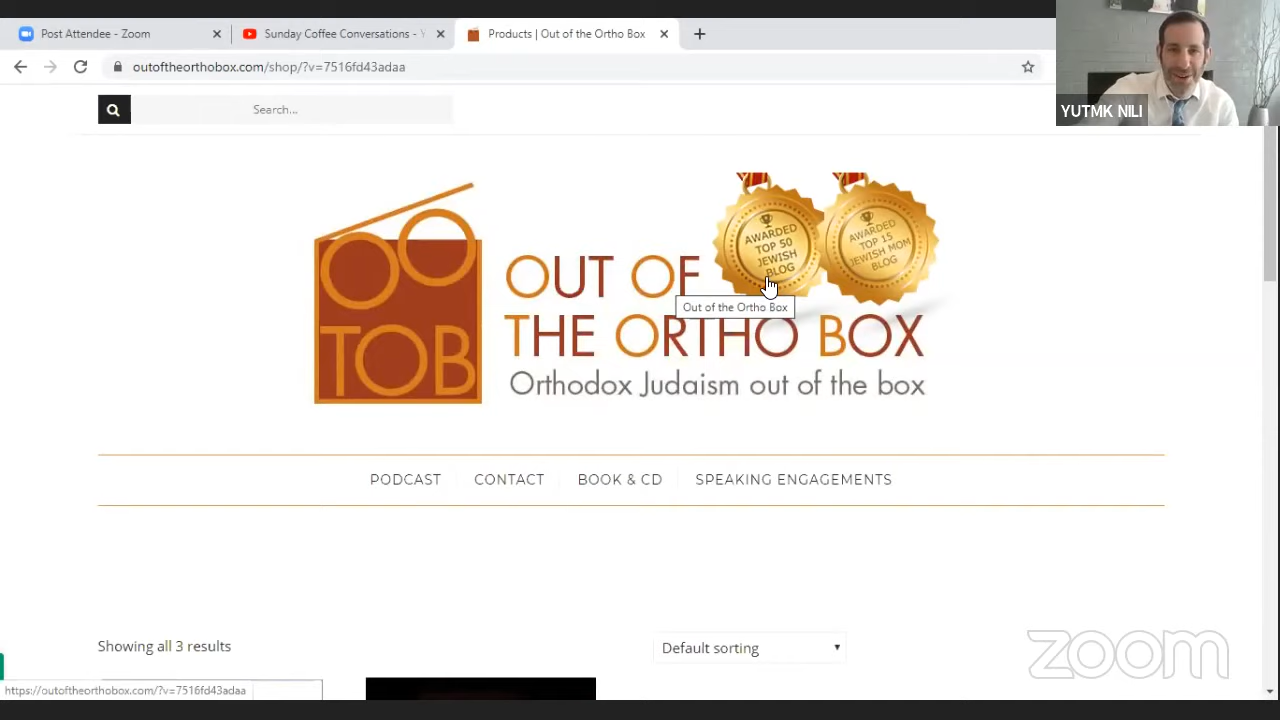 Post Attendee - Zoom
Sunday Coffee Conversations - Y
Products | Out of the Ortho Box
outoftheorthobox.com/shop/?v=7516fd43adaa
YUTMK NILI
Search...
AWARDED
TOP 50
JEWISH
BLOG
AWARDED
TOP 15
JEWISH MOM
BLOG
OO
TOB
OUT OF
THE ORTHO BOX
Out of the Ortho Box
Orthodox Judaism out of the box
PODCAST
CONTACT
BOOK & CD
SPEAKING ENGAGEMENTS
Showing all 3 results
Default sorting
zoom
https://outoftheorthobox.com/?v=7516fd43adaa